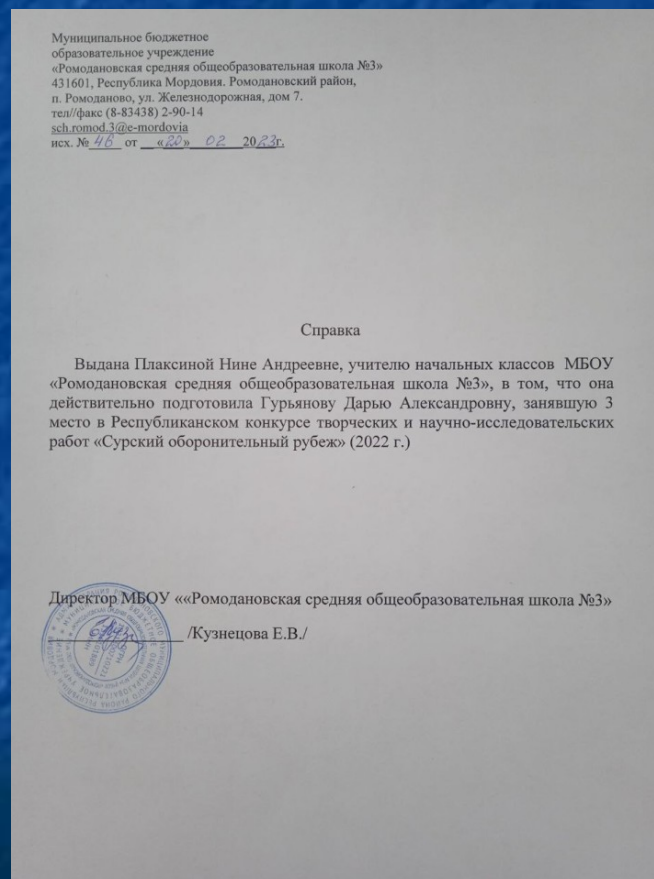 Муниципальное бюджетное
образовательное учреждение
«Ромодановская средняя общеобразовательная школа №3»
431601, Республика Мордовия. Ромодановский район,
п. Ромоданово, ул. Железнодорожная, дом 7.
тел//факс (8-83438) 2-90-14
sch.romod.3@e-mordovia
исх. № 46 от «20» 02 2023г.
Справка
Выдана Плаксиной Нине Андреевне, учителю начальных классов МБОУ
«Ромодановская средняя общеобразовательная школа №3», в том, что она
действительно подготовила Гурьянову Дарью Александровну, занявшую 3
место в Республиканском конкурсе творческих и научно-исследовательских
работ «Сурский оборонительный рубеж» (2022 г.)
Директор МБОУ ««Ромодановская средняя общеобразовательная школа №3»
/Кузнецова Е.В./